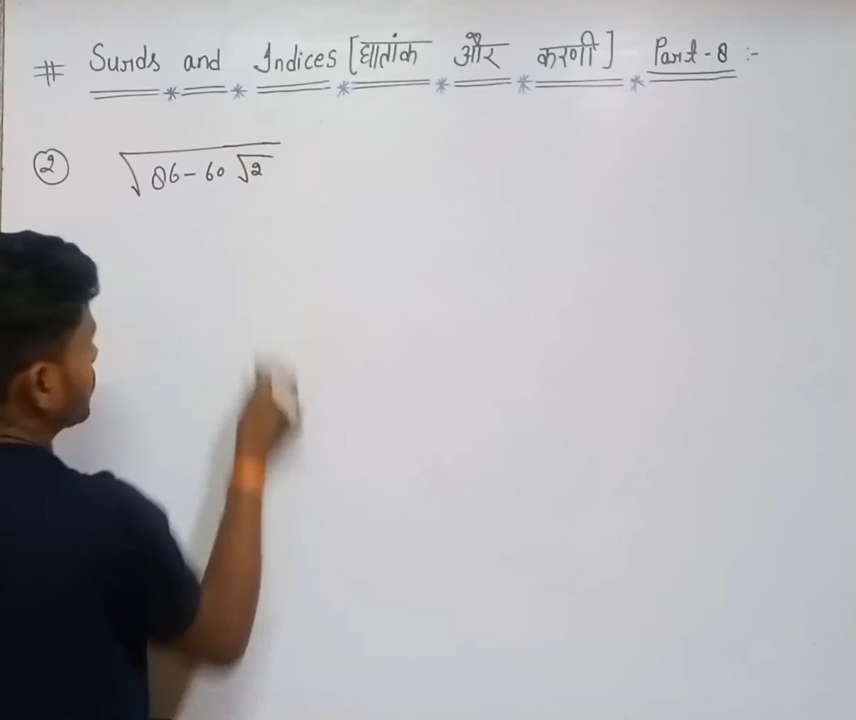 # Surds and Indices [घातांक और करणी] Part-8 :-
② √(86-60√2)